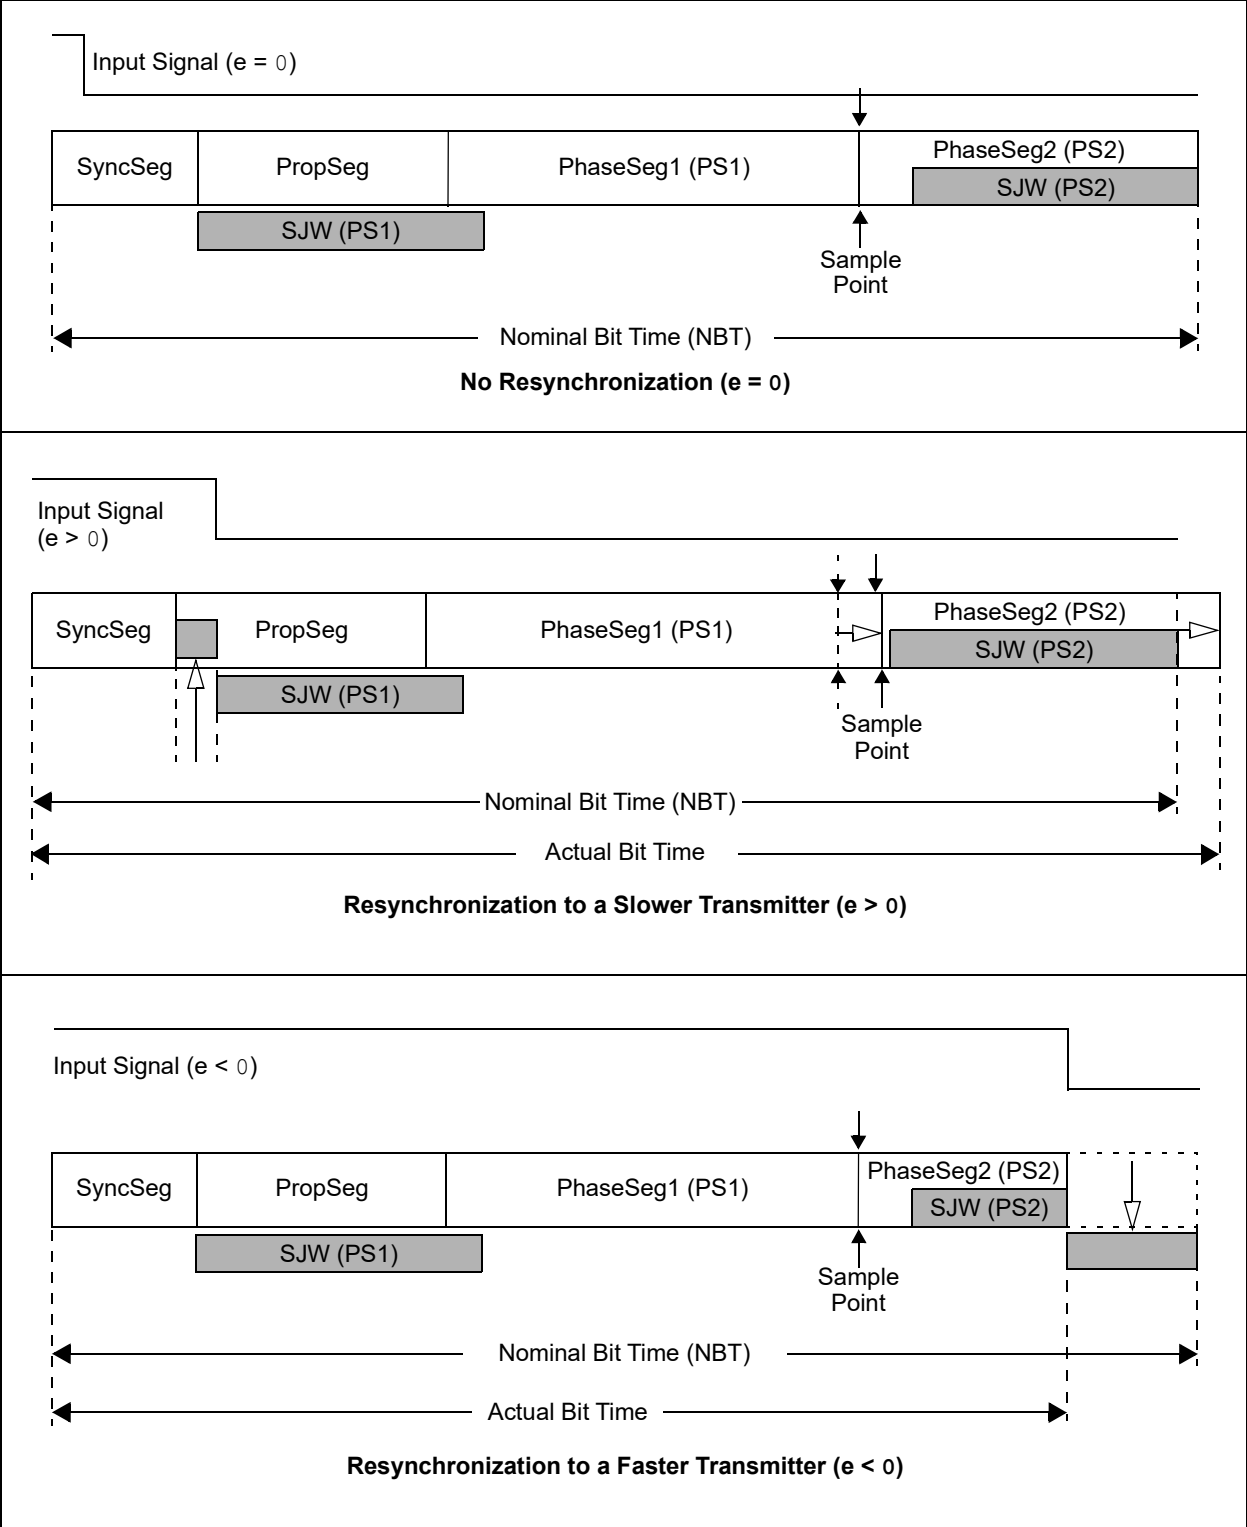 Input Signal (e = 0)
SyncSeg
PropSeg
PhaseSeg1 (PS1)
PhaseSeg2 (PS2)
SJW (PS2)
SJW (PS1)
Sample
Point
Nominal Bit Time (NBT)
No Resynchronization (e = 0)
Input Signal
(e > 0)
SyncSeg
PropSeg
PhaseSeg1 (PS1)
PhaseSeg2 (PS2)
SJW (PS2)
SJW (PS1)
Sample
Point
Nominal Bit Time (NBT)
Actual Bit Time
Resynchronization to a Slower Transmitter (e > 0)
Input Signal (e < 0)
SyncSeg
PropSeg
PhaseSeg1 (PS1)
PhaseSeg2 (PS2)
SJW (PS2)
SJW (PS1)
Sample
Point
Nominal Bit Time (NBT)
Actual Bit Time
Resynchronization to a Faster Transmitter (e < 0)